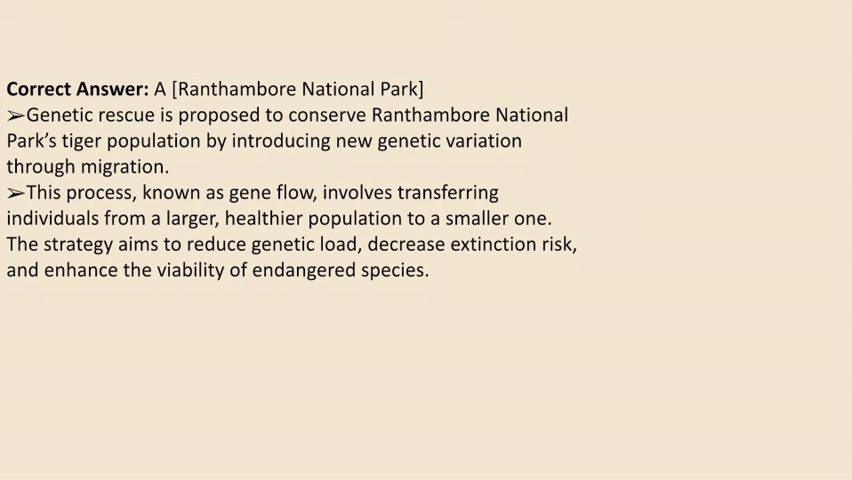 Correct Answer: A [Ranthambore National Park]
➢Genetic rescue is proposed to conserve Ranthambore National
Park’s tiger population by introducing new genetic variation
through migration.
➢This process, known as gene flow, involves transferring
individuals from a larger, healthier population to a smaller one.
The strategy aims to reduce genetic load, decrease extinction risk,
and enhance the viability of endangered species.